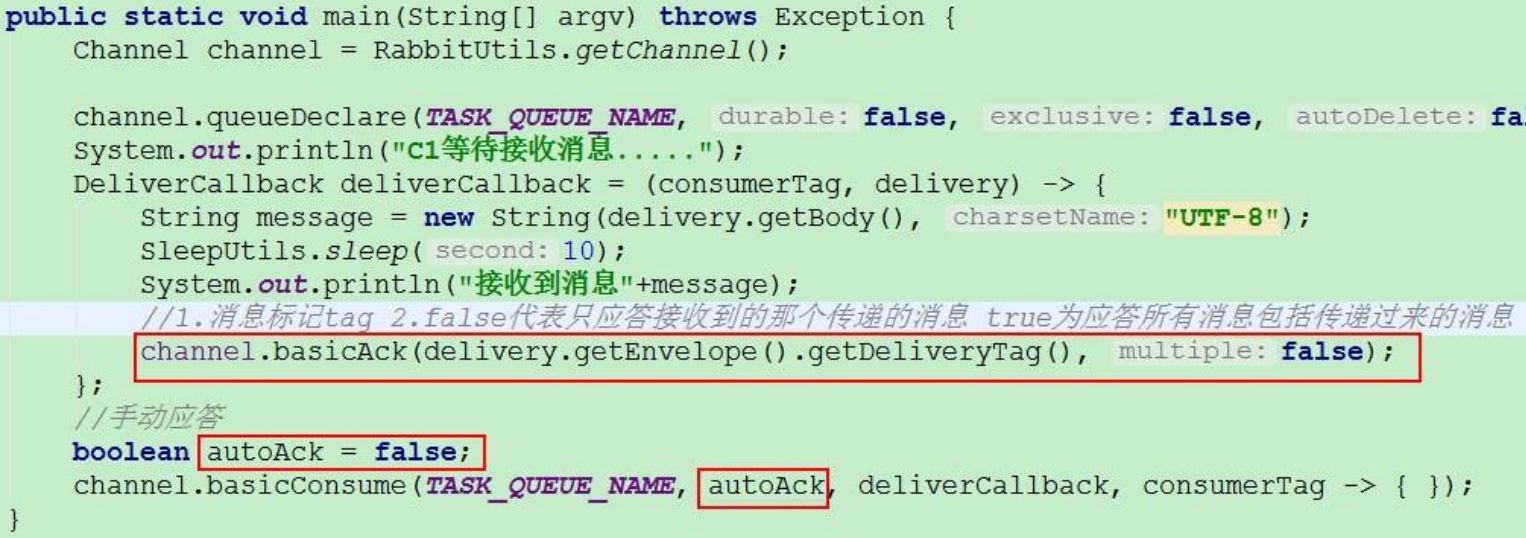 public static void main(String[] argv) throws Exception {
Channel channel = RabbitUtils.getChannel();
channel.queueDeclare(TASK_QUEUE_NAME, durable: false, exclusive: false, autoDelete: fal
System.out.println("C1等待接收消息.....");
DeliverCallback deliverCallback = (consumerTag, delivery) -> {
String message = new String(delivery.getBody(), charsetName: "UTF-8");
SleepUtils.sleep( second: 10);
System.out.println("接收到消息"+message);
//1.消息标记tag 2.false代表只应答接收到的那个传递的消息 true为应答所有消息包括传递过来的消息
channel.basicAck(delivery.getEnvelope().getDeliveryTag(), multiple: false);
};
//手动应答
boolean autoAck = false;
channel.basicConsume(TASK_QUEUE_NAME, autoAck, deliverCallback, consumerTag -> { });
}